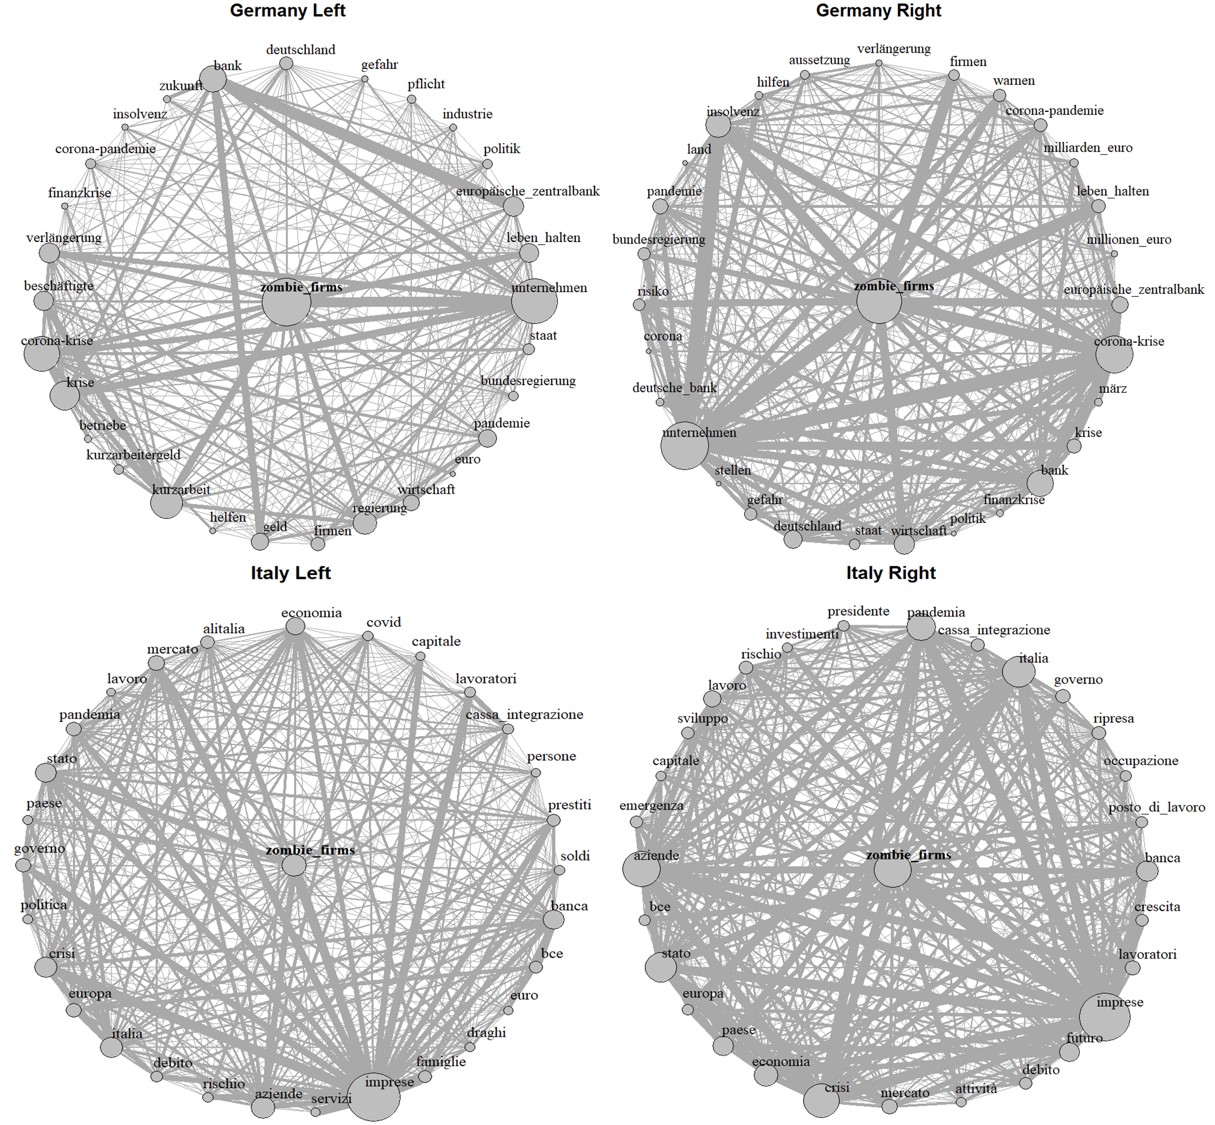 Germany Left
Germany Right
deutschland
bank
gefahr
zukunft
pflicht
insolvenz
industrie
corona-pandemie
politik
finanzkrise
europäische_zentralbank
verlängerung
leben_halten
beschäftigte
zombie_firms
unternehmen
corona-krise
staat
krise
bundesregierung
betriebe
pandemie
kurzarbeitergeld
euro
kurzarbeit
wirtschaft
helfen
regierung
geld
firmen
verlängerung
aussetzung
firmen
hilfen
warnen
insolvenz
corona-pandemie
land
milliarden_euro
pandemie
leben_halten
bundesregierung
millionen_euro
risiko
zombie_firms
europäische_zentralbank
corona
corona-krise
deutsche_bank
märz
unternehmen
krise
stellen
bank
gefahr
finanzkrise
deutschland
staat
wirtschaft
politik
Italy Left
Italy Right
economia
alitalia
covid
mercato
capitale
lavoro
lavoratori
pandemia
cassa_integrazione
stato
persone
paese
prestiti
governo
zombie_firms
soldi
politica
banca
crisi
bce
europa
euro
italia
draghi
debito
famiglie
rischio
imprese
aziende
servizi
presidente
pandemia
investimenti
cassa_integrazione
rischio
italia
lavoro
governo
sviluppo
ripresa
capitale
occupazione
emergenza
posto_di_lavoro
aziende
zombie_firms
banca
bce
crescita
stato
lavoratori
europa
imprese
paese
futuro
economia
debito
crisi
mercato
attività